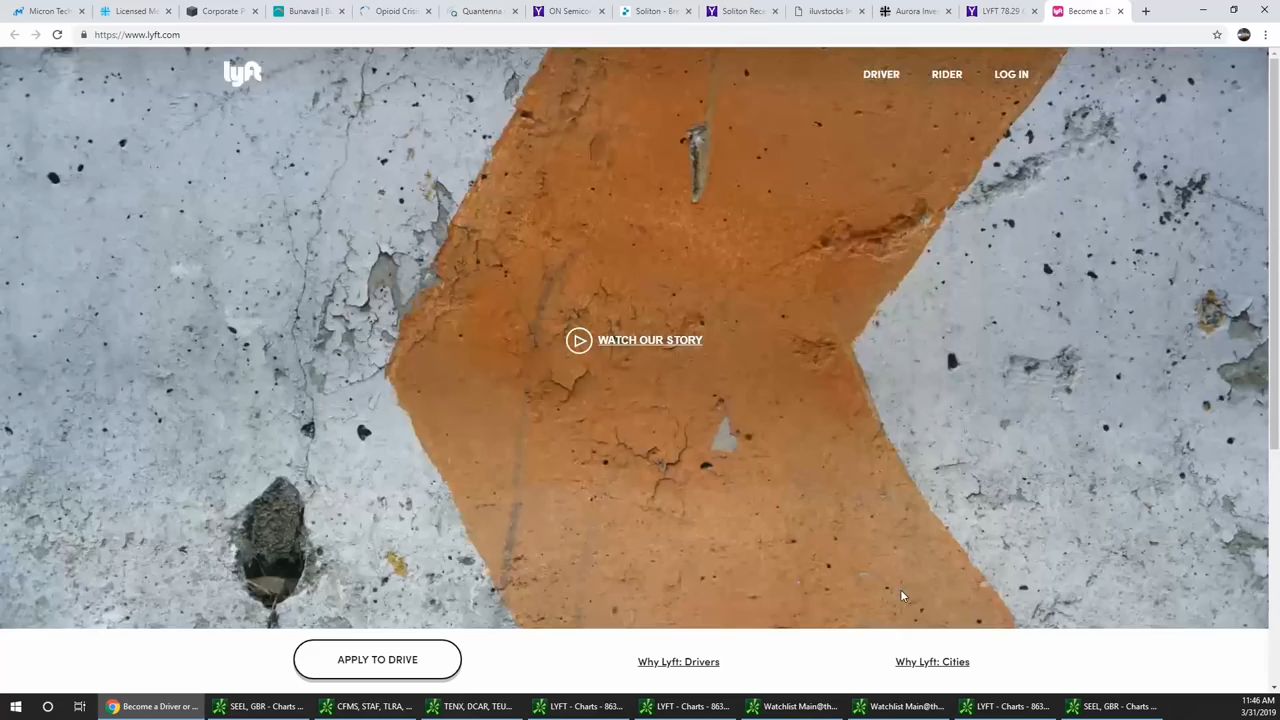 Micron Tech
Licensed M
Corporate P
Bunavail | B
Opioid Cris
Quantenna
ON Semico
Soliton - Br
Soliton Rece
iluvstocks I
Aurora Inve
LYFT 78.29
Become a D
https://www.lyft.com
lyft
DRIVER
RIDER
LOG IN
WATCH OUR STORY
APPLY TO DRIVE
Why Lyft: Drivers
Why Lyft: Cities
Become a Driver or ...
SEEL, GBR - Charts ...
CFMS, STAF, TLRA, ...
TENX, DCAR, TEU...
LYFT - Charts - 863...
LYFT - Charts - 863...
Watchlist Main@th...
Watchlist Main@th...
LYFT - Charts - 863...
SEEL, GBR - Charts ...
11:46 AM
3/31/2019